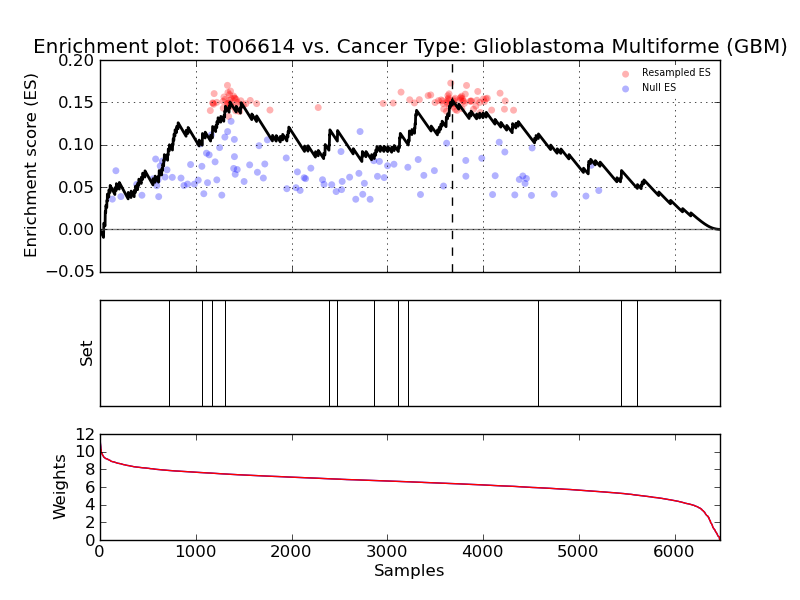 Enrichment plot: T006614 vs. Cancer Type: Glioblastoma Multiforme (GBM)
Enrichment score (ES)
0.20
0.15
0.10
0.05
0.00
−0.05
Resampled ES
Null ES
Set
Weights
12
10
8
6
4
2
0
0 1000 2000 3000 4000 5000 6000
Samples